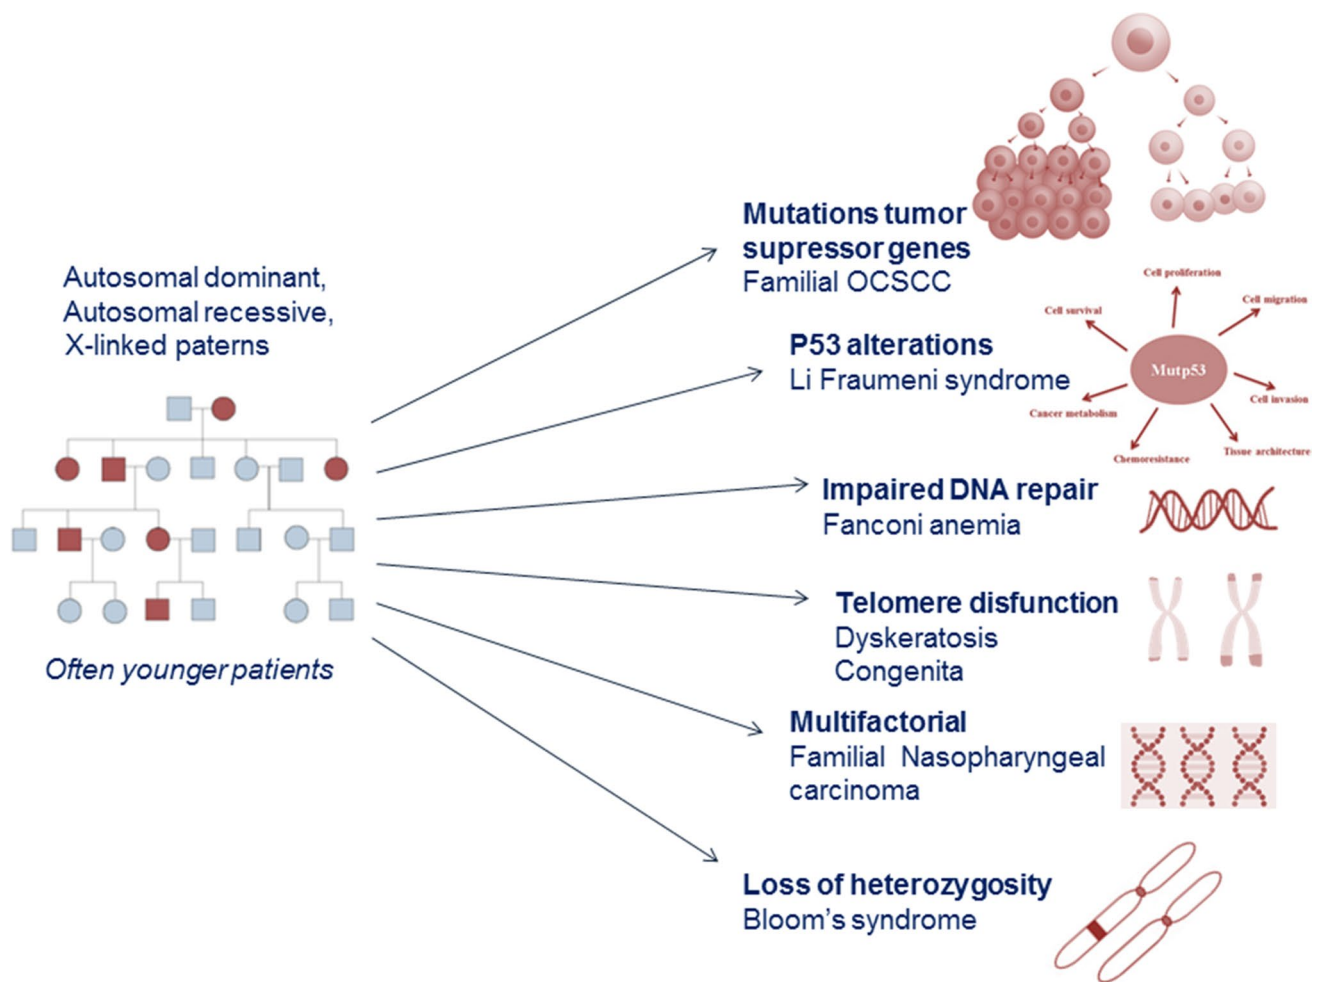 Autosomal dominant,
Autosomal recessive,
X-linked paterns
Often younger patients
Mutations tumor
supressor genes
Familial OCSCC
P53 alterations
Li Fraumeni syndrome
Cell proliferation
Cell survival
Cell migration
Mutp53
Cancer metabolism
Cell invasion
Chemoresistance
Tissue architecture
Impaired DNA repair
Fanconi anemia
Telomere disfunction
Dyskeratosis
Congenita
Multifactorial
Familial Nasopharyngeal
carcinoma
Loss of heterozygosity
Bloom's syndrome